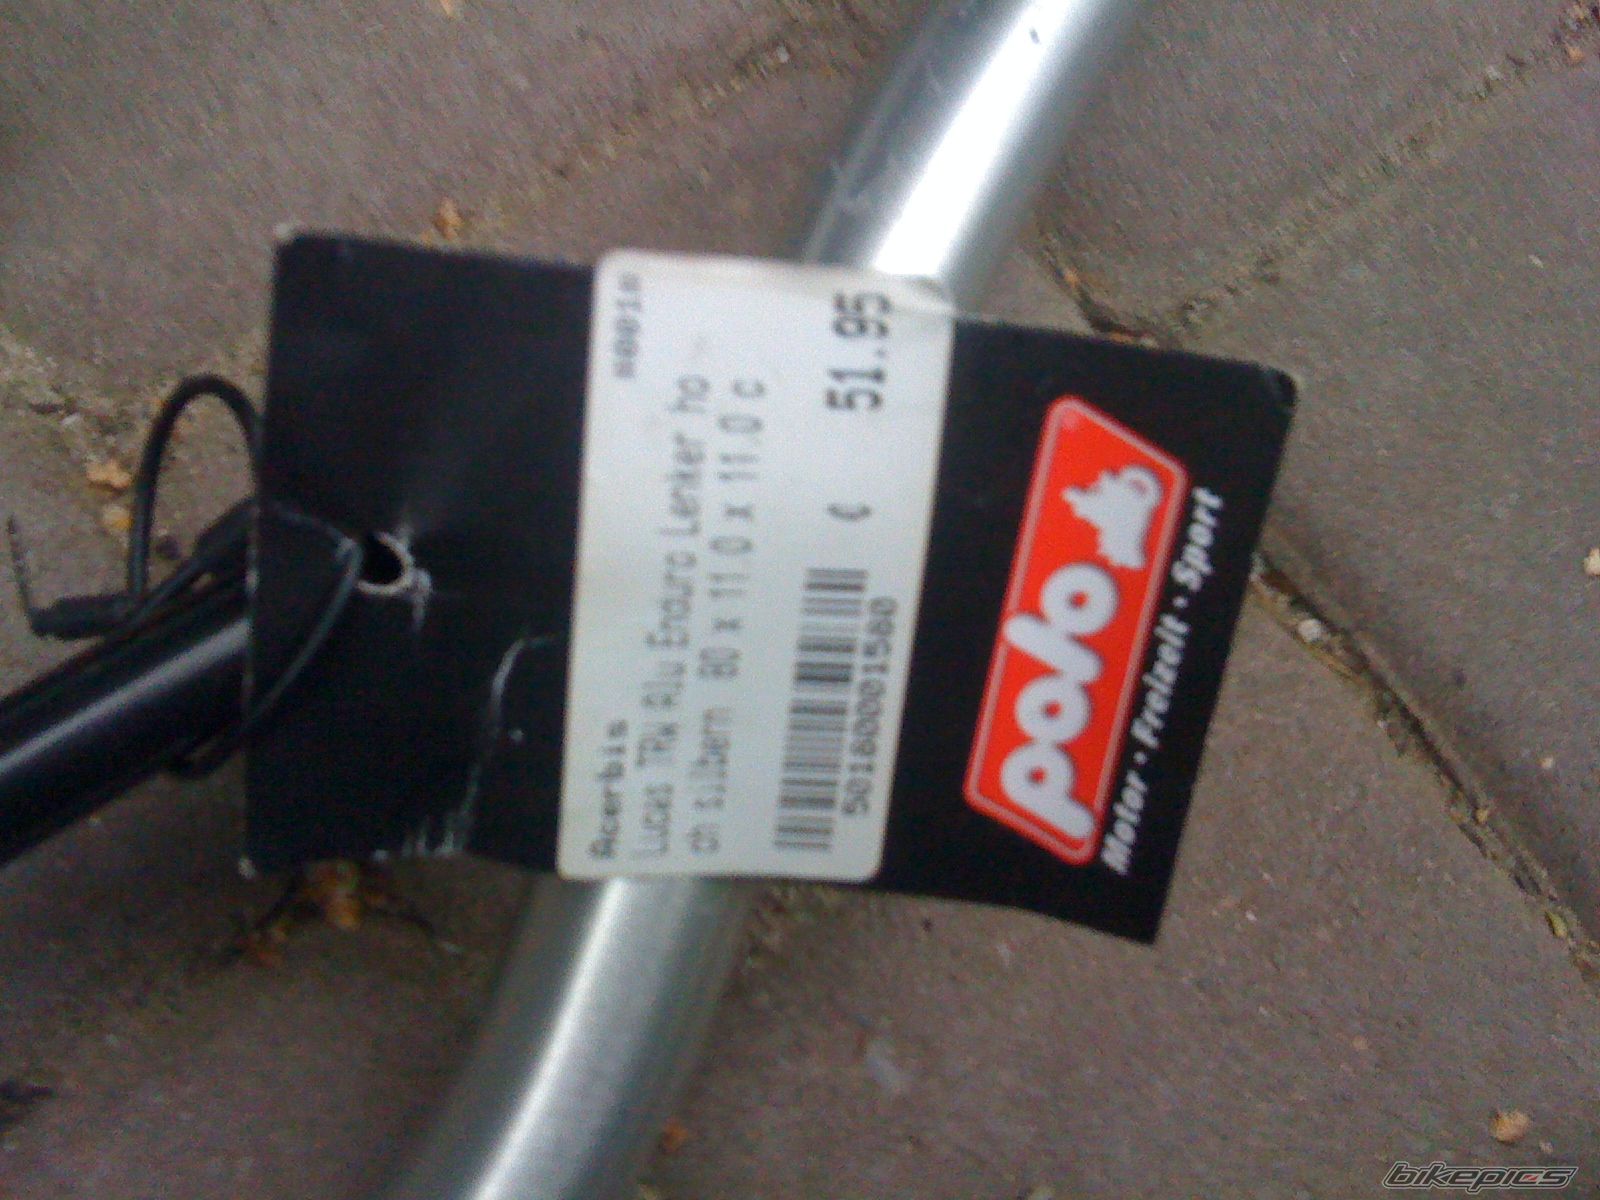 Acerbis
Lucas TRW Alu Enduro Lenker ho
ch silbern 80 x 11.0 x 11.0 c
€ 51.95
polo
Motor • Freizeit • Sport
bikepics